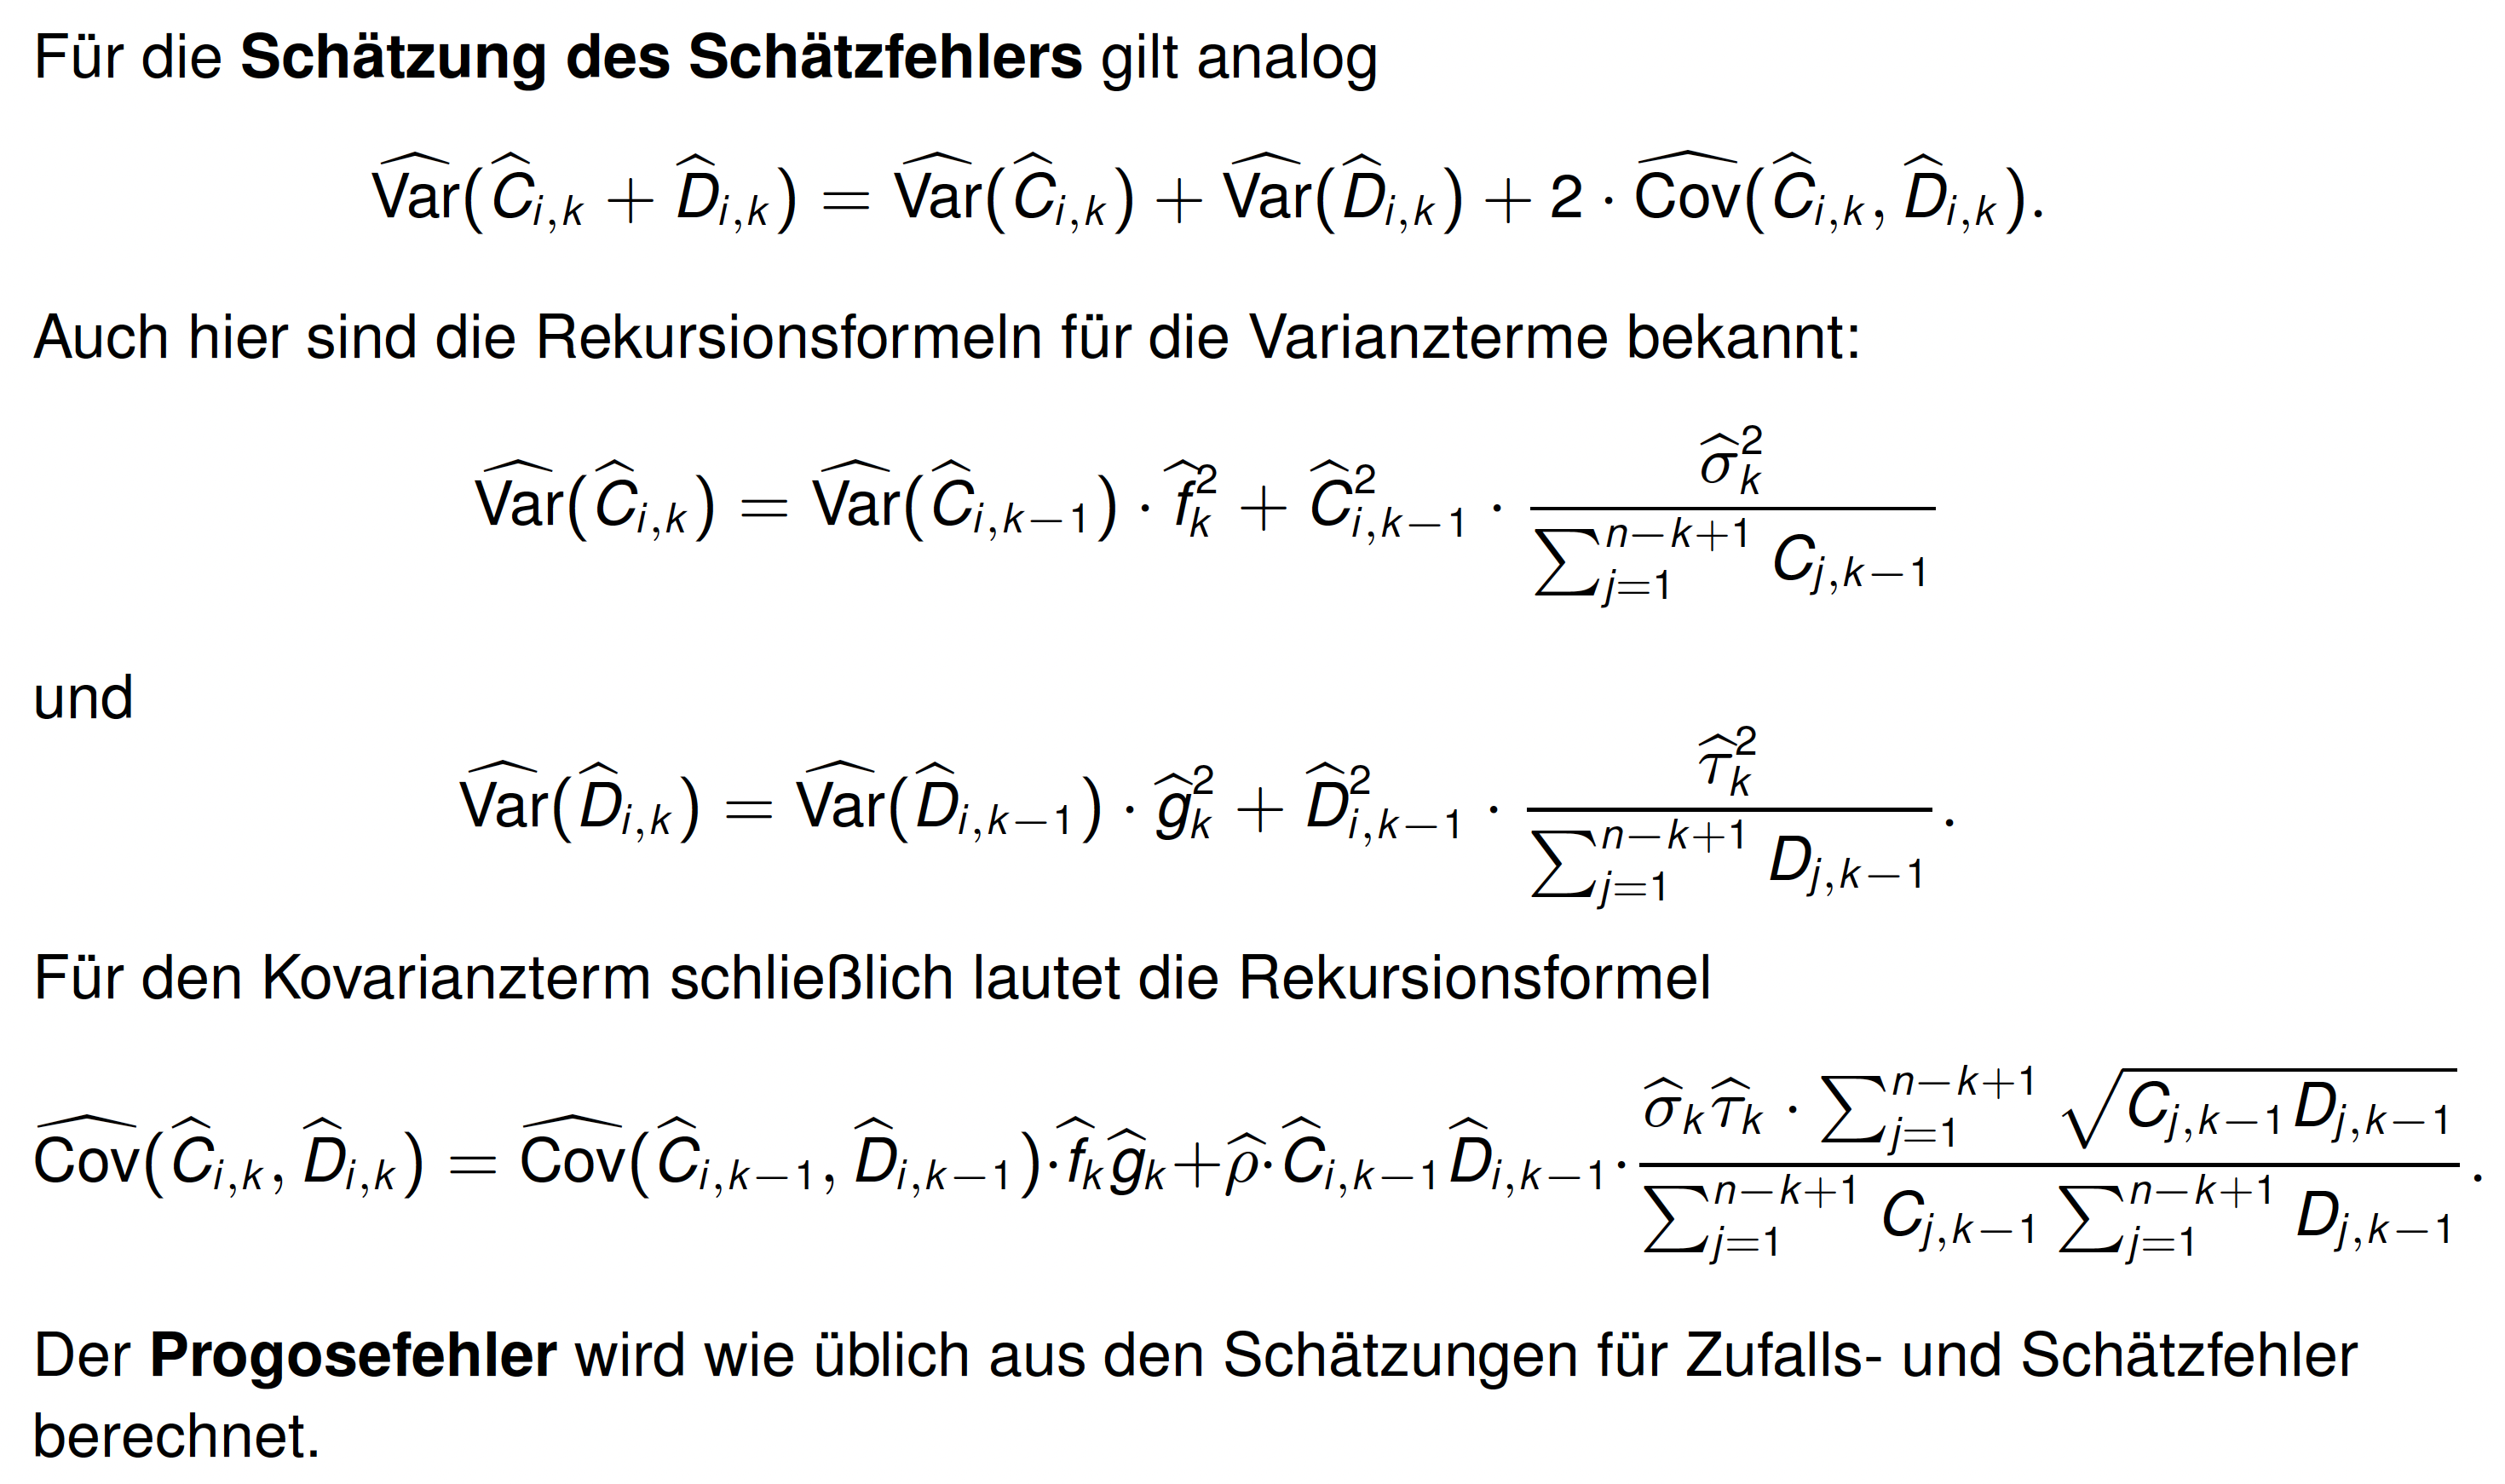 Für die Schätzung des Schätzfehlers gilt analog
$$\widehat{\text{Var}}(\widehat{C}_{i,k} + \widehat{D}_{i,k}) = \widehat{\text{Var}}(\widehat{C}_{i,k}) + \widehat{\text{Var}}(\widehat{D}_{i,k}) + 2 \cdot \widehat{\text{Cov}}(\widehat{C}_{i,k}, \widehat{D}_{i,k}).$$
Auch hier sind die Rekursionsformeln für die Varianzterme bekannt:
$$\widehat{\text{Var}}(\widehat{C}_{i,k}) = \widehat{\text{Var}}(\widehat{C}_{i,k-1}) \cdot \widehat{f}_k^2 + \widehat{C}_{i,k-1}^2 \cdot \frac{\widehat{\sigma}_k^2}{\sum_{j=1}^{n-k+1} C_{j,k-1}}$$
und
$$\widehat{\text{Var}}(\widehat{D}_{i,k}) = \widehat{\text{Var}}(\widehat{D}_{i,k-1}) \cdot \widehat{g}_k^2 + \widehat{D}_{i,k-1}^2 \cdot \frac{\widehat{\tau}_k^2}{\sum_{j=1}^{n-k+1} D_{j,k-1}}.$$
Für den Kovarianzterm schließlich lautet die Rekursionsformel
$$\widehat{\text{Cov}}(\widehat{C}_{i,k}, \widehat{D}_{i,k}) = \widehat{\text{Cov}}(\widehat{C}_{i,k-1}, \widehat{D}_{i,k-1}) \cdot \widehat{f}_k \widehat{g}_k + \widehat{\rho} \cdot \widehat{C}_{i,k-1} \widehat{D}_{i,k-1} \cdot \frac{\widehat{\sigma}_k \widehat{\tau}_k \cdot \sum_{j=1}^{n-k+1} \sqrt{C_{j,k-1} D_{j,k-1}}}{\sum_{j=1}^{n-k+1} C_{j,k-1} \sum_{j=1}^{n-k+1} D_{j,k-1}}.$$
Der Progosefehler wird wie üblich aus den Schätzungen für Zufalls- und Schätzfehler
berechnet.